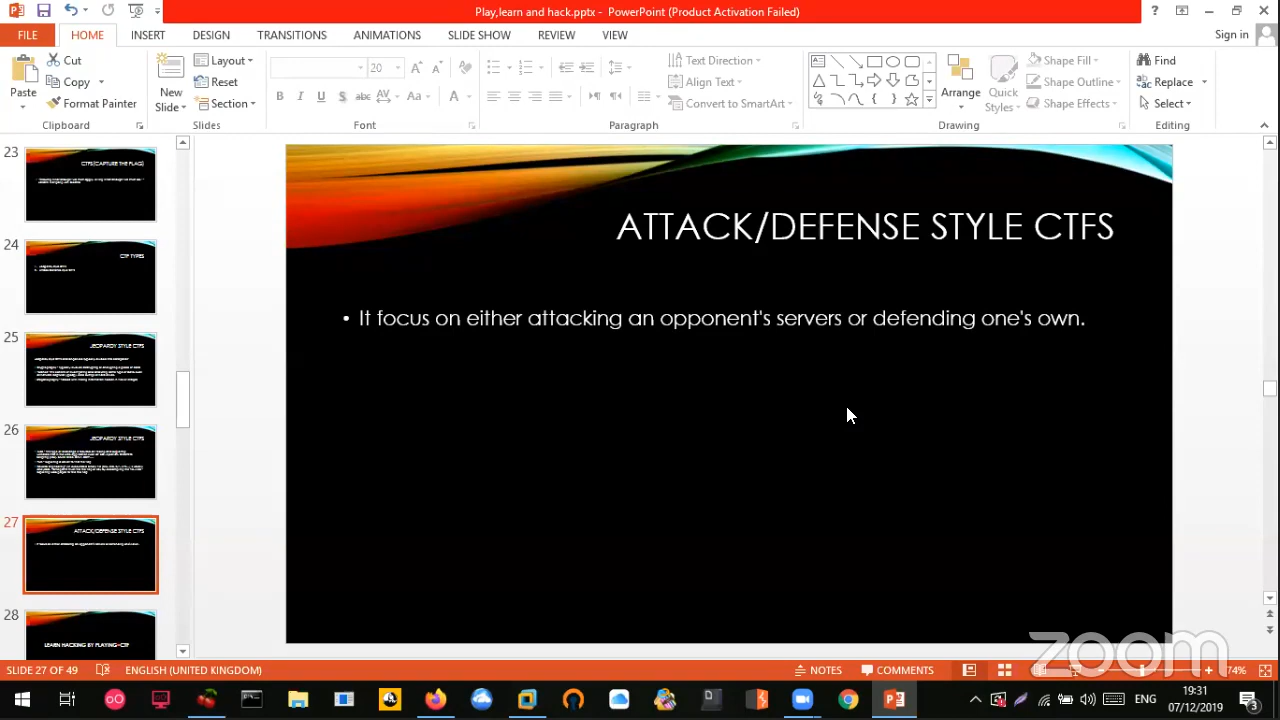 Play,learn and hack.pptx - PowerPoint (Product Activation Failed)
FILE HOME INSERT DESIGN TRANSITIONS ANIMATIONS SLIDE SHOW REVIEW VIEW Sign in
Cut
Copy
Format Painter
Paste
Clipboard
New
Slide
Layout
Reset
Section
Slides
20
Font
Text Direction
Align Text
Convert to SmartArt
Paragraph
Arrange
Quick
Styles
Shape Fill
Shape Outline
Shape Effects
Drawing
Find
Replace
Select
Editing
23
CTFS(CAPTURE THE FLAG)
24
CTF TYPES
25
JEOPARDY STYLE CTFS
26
JEOPARDY STYLE CTFS
27
ATTACK/DEFENSE STYLE CTFS
28
LEARN HACKING BY PLAYING-CTF
ATTACK/DEFENSE STYLE CTFS
• It focus on either attacking an opponent's servers or defending one's own.
zoom
SLIDE 27 OF 49 ENGLISH (UNITED KINGDOM) NOTES COMMENTS 74%
ENG
19:31
07/12/2019
3